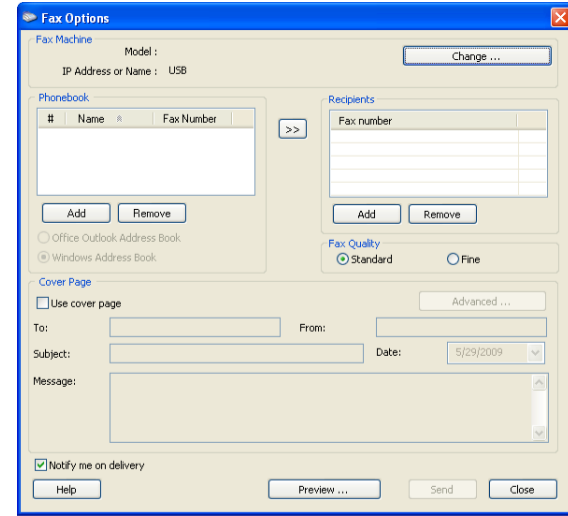 Fax Options
Fax Machine
Model :
Change ...
IP Address or Name : USB
Phonebook
# Name Fax Number
>>
Add Remove
Office Outlook Address Book
Windows Address Book
Recipients
Fax number
Add Remove
Fax Quality
Standard Fine
Cover Page
Use cover page
Advanced ...
To: From:
Subject: Date: 5/29/2009
Message:
Notify me on delivery
Help Preview ... Send Close